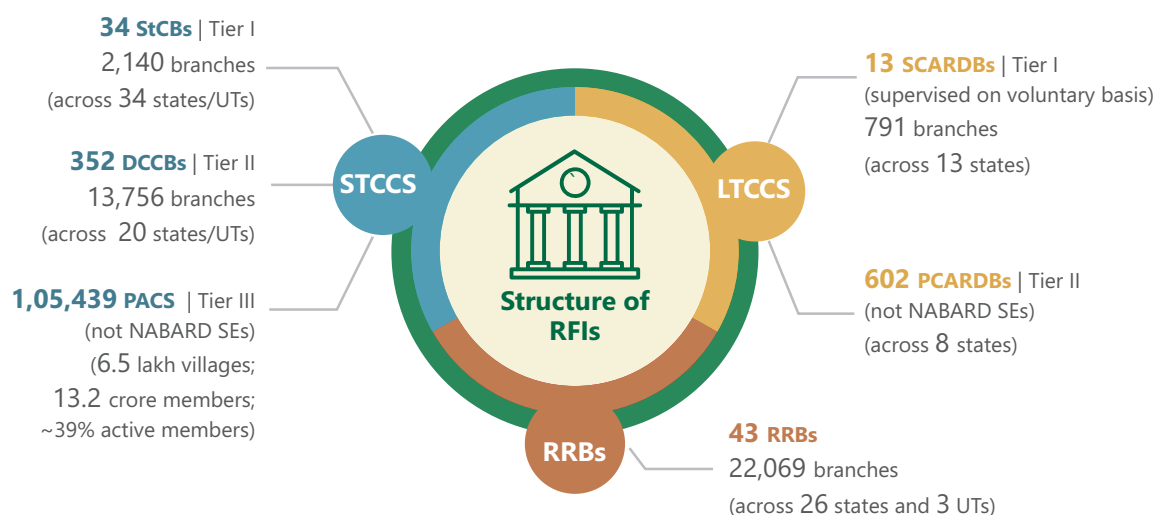 34 StCBs | Tier I
2,140 branches
(across 34 states/UTs)
352 DCCBs | Tier II
13,756 branches
(across 20 states/UTs)
1,05,439 PACS | Tier III
(not NABARD SEs)
(6.5 lakh villages;
13.2 crore members;
~39% active members)
STCCS
Structure of
RFIs
LTCCS
13 SCARDBs | Tier I
(supervised on voluntary basis)
791 branches
(across 13 states)
602 PCARDBs | Tier II
(not NABARD SEs)
(across 8 states)
RRBs
43 RRBs
22,069 branches
(across 26 states and 3 UTs)